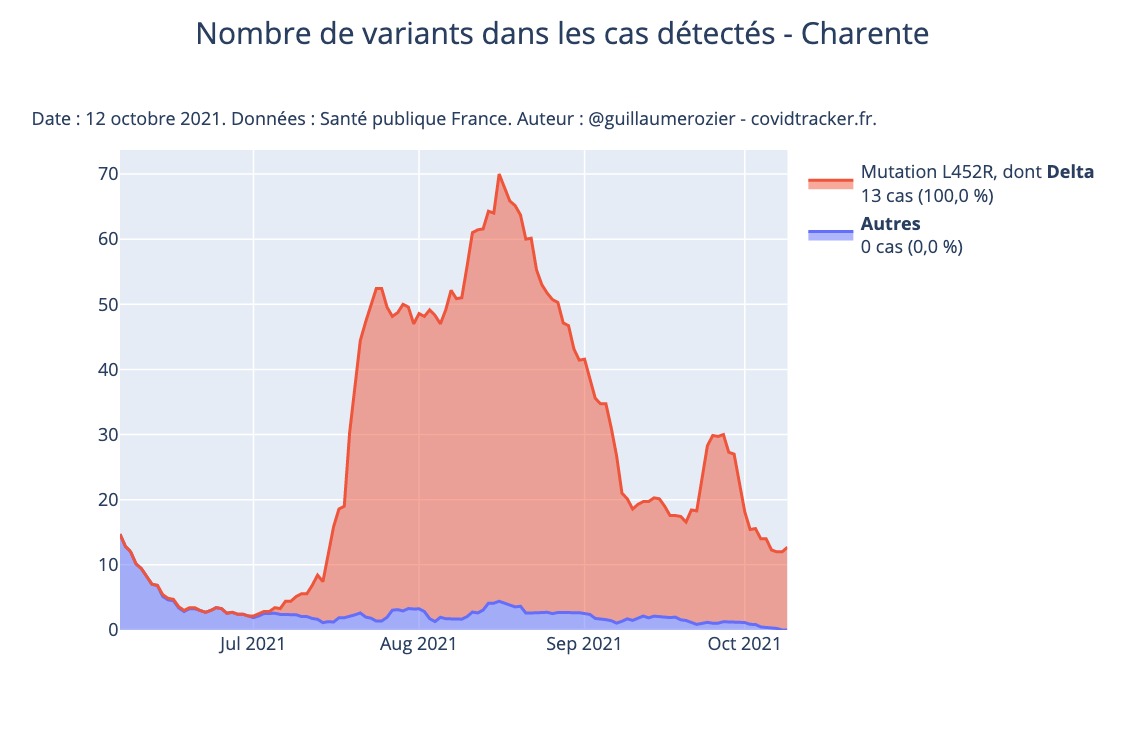 Nombre de variants dans les cas détectés - Charente
Date : 12 octobre 2021. Données : Santé publique France. Auteur : @guillaumerozier - covidtracker.fr.
70
60
50
40
30
20
10
0
Jul 2021
Aug 2021
Sep 2021
Oct 2021
Mutation L452R, dont Delta
13 cas (100,0 %)
Autres
0 cas (0,0 %)